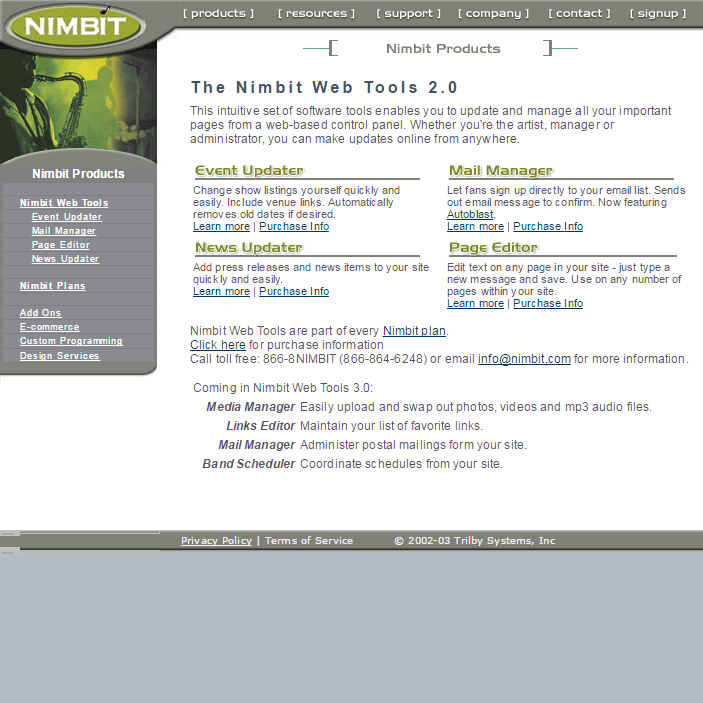 NIMBIT
[ products ] [ resources ] [ support ] [ company ] [ contact ] [ signup ]
Nimbit Products
Nimbit Products
Nimbit Web Tools
Event Updater
Mail Manager
Page Editor
News Updater
Nimbit Plans
Add Ons
E-commerce
Custom Programming
Design Services
The Nimbit Web Tools 2.0
This intuitive set of software tools enables you to update and manage all your important
pages from a web-based control panel. Whether you're the artist, manager or
administrator, you can make updates online from anywhere.
Event Updater
Change show listings yourself quickly and
easily. Include venue links. Automatically
removes old dates if desired.
Learn more | Purchase Info
Mail Manager
Let fans sign up directly to your email list. Sends
out email message to confirm. Now featuring
Autoblast.
Learn more | Purchase Info
News Updater
Add press releases and news items to your site
quickly and easily.
Learn more | Purchase Info
Page Editor
Edit text on any page in your site - just type a
new message and save. Use on any number of
pages within your site.
Learn more | Purchase Info
Nimbit Web Tools are part of every Nimbit plan.
Click here for purchase information
Call toll free: 866-8NIMBIT (866-864-6248) or email info@nimbit.com for more information.
Coming in Nimbit Web Tools 3.0:
Media Manager Easily upload and swap out photos, videos and mp3 audio files.
Links Editor Maintain your list of favorite links.
Mail Manager Administer postal mailings form your site.
Band Scheduler Coordinate schedules from your site.
Privacy Policy | Terms of Service © 2002-03 Trilby Systems, Inc